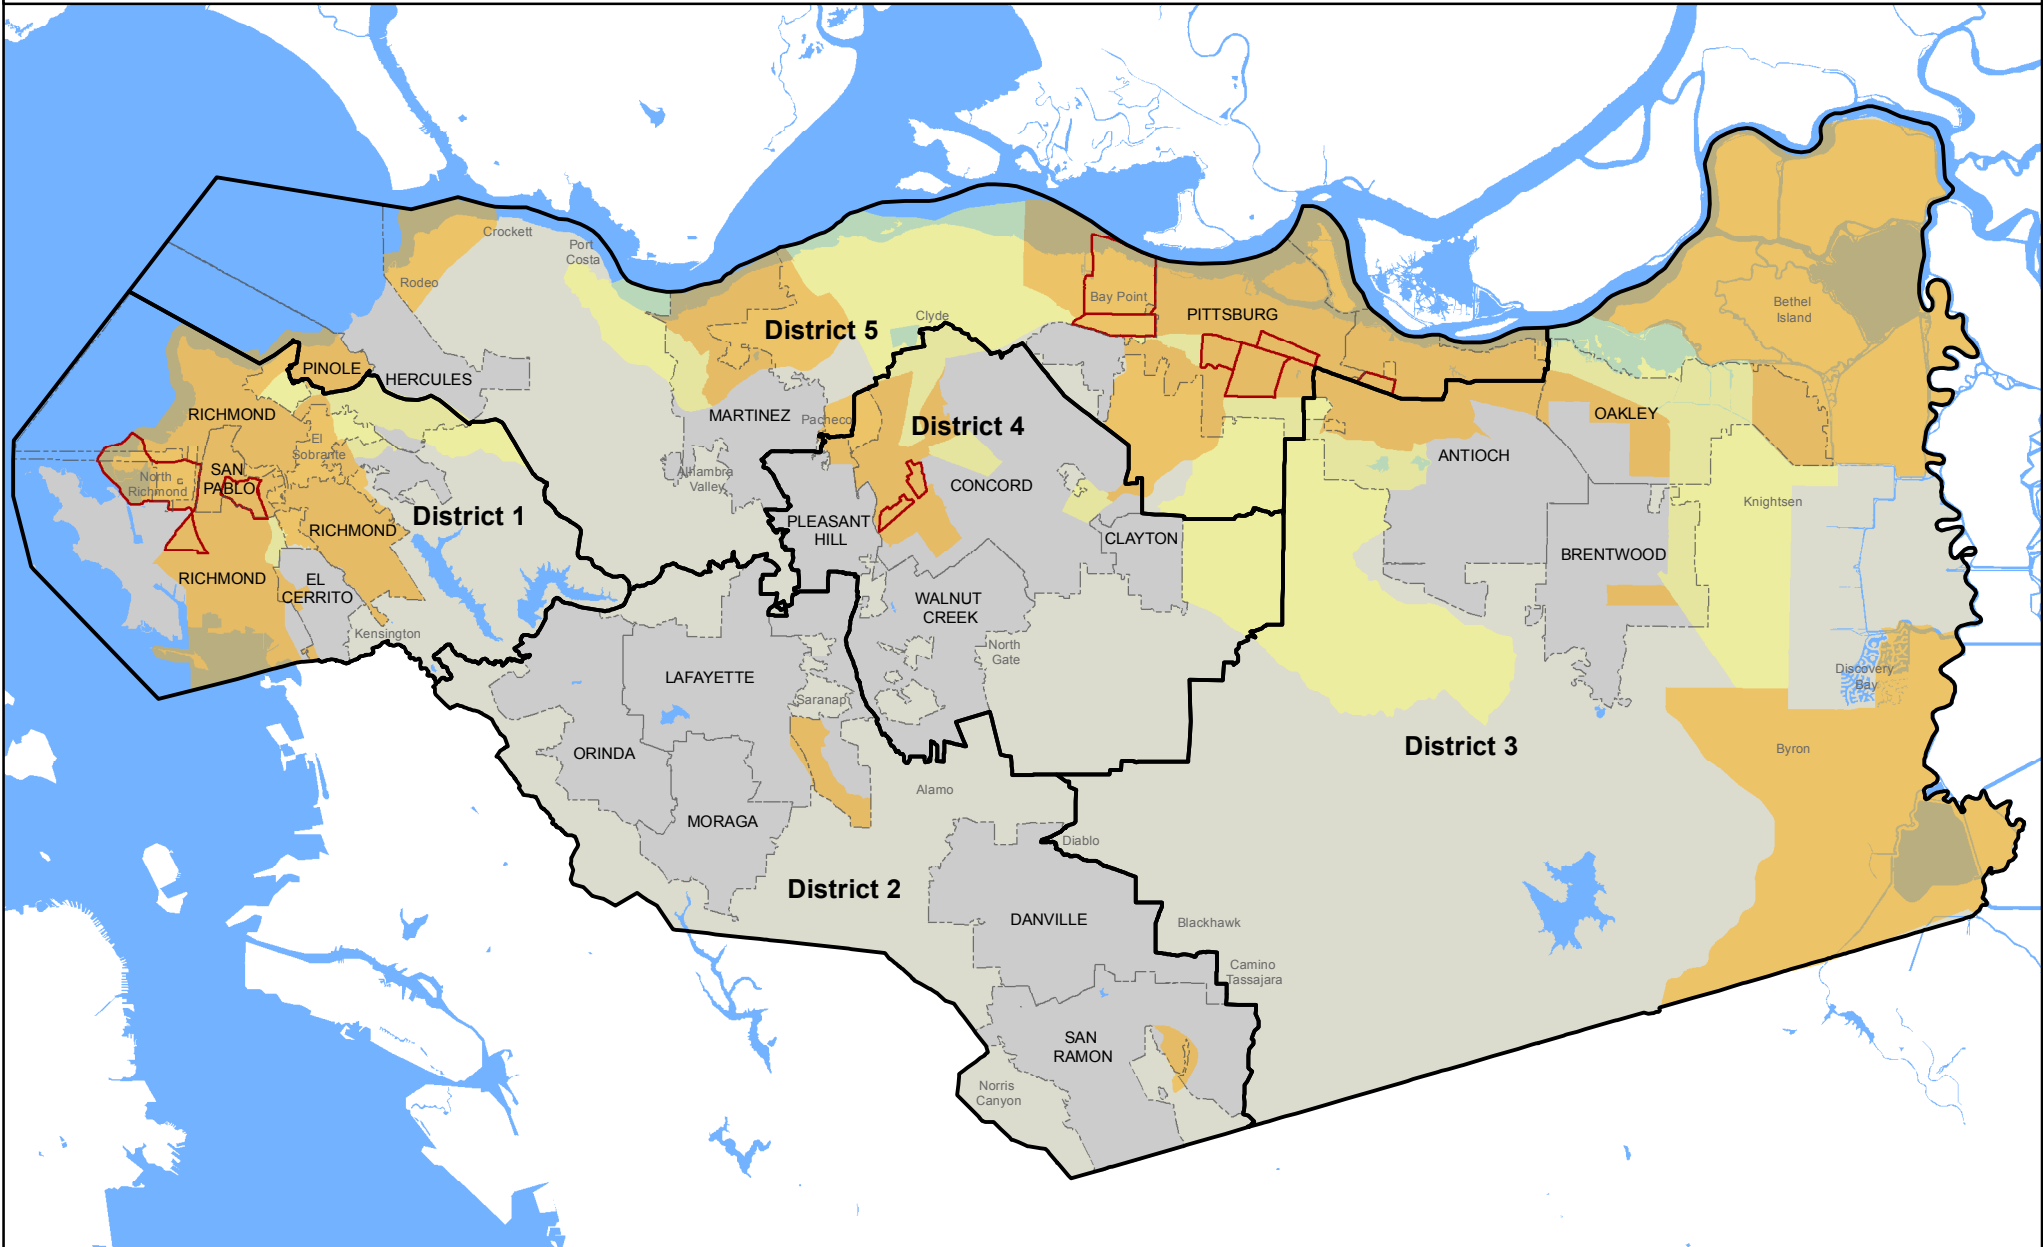 Crockett
Port
Costa
Rodeo
Bay Point
Bethel
Island
Clyde
PITTSBURG
District 5
PINOLE
HERCULES
RICHMOND
MARTINEZ
Pacheco
District 4
OAKLEY
El
Sobrante
ANTIOCH
SAN
PABLO
North
Richmond
Alhambra
Valley
CONCORD
Knightsen
District 1
RICHMOND
PLEASANT
HILL
CLAYTON
BRENTWOOD
RICHMOND
EL
CERRITO
WALNUT
CREEK
Kensington
North
Gate
LAFAYETTE
Saranap
Discovery
Bay
ORINDA
District 3
Byron
Alamo
MORAGA
Diablo
District 2
DANVILLE
Blackhawk
Camino
Tassajara
SAN
RAMON
Norris
Canyon